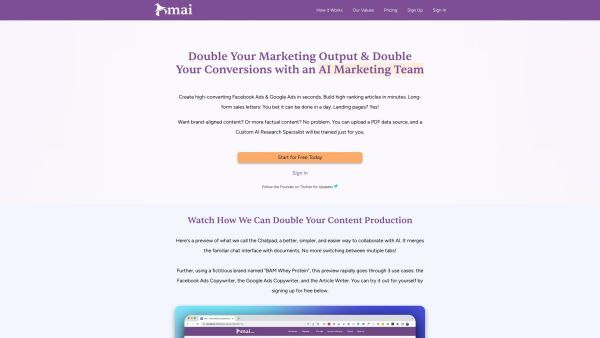 mai
How it Works Our Values Pricing Sign Up Sign In
Double Your Marketing Output & Double
Your Conversions with an AI Marketing Team
Create high-converting Facebook Ads & Google Ads in seconds. Build high-ranking articles in minutes. Long-
form sales letters: You bet it can be done in a day. Landing pages? Yes!
Want brand-aligned content? Or more factual content? No problem. You can upload a PDF data source, and a
Custom AI Research Specialist will be trained just for you.
Start for Free Today
Sign In
Follow the Founder on Twitter for Updates
Watch How We Can Double Your Content Production
Here's a preview of what we call the Chatpad, a better, simpler, and easier way to collaborate with AI. It merges
the familiar chat interface with documents. No more switching between mutiple tabs!
Further, using a fictitious brand named "BAM Whey Protein", this preview rapidly goes through 3 use cases: the
Facebook Ads Copywriter, the Google Ads Copywriter, and the Article Writer. You can try it out for yourself by
signing up for free below.
mai